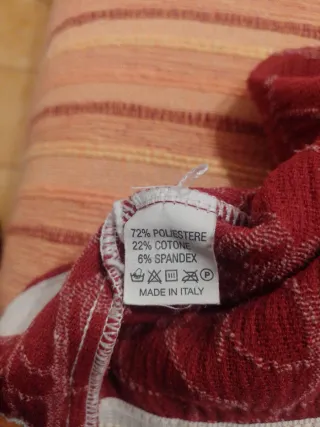 72% POLIESTERE
22% COTONE
6% SPANDEX
MADE IN ITALY